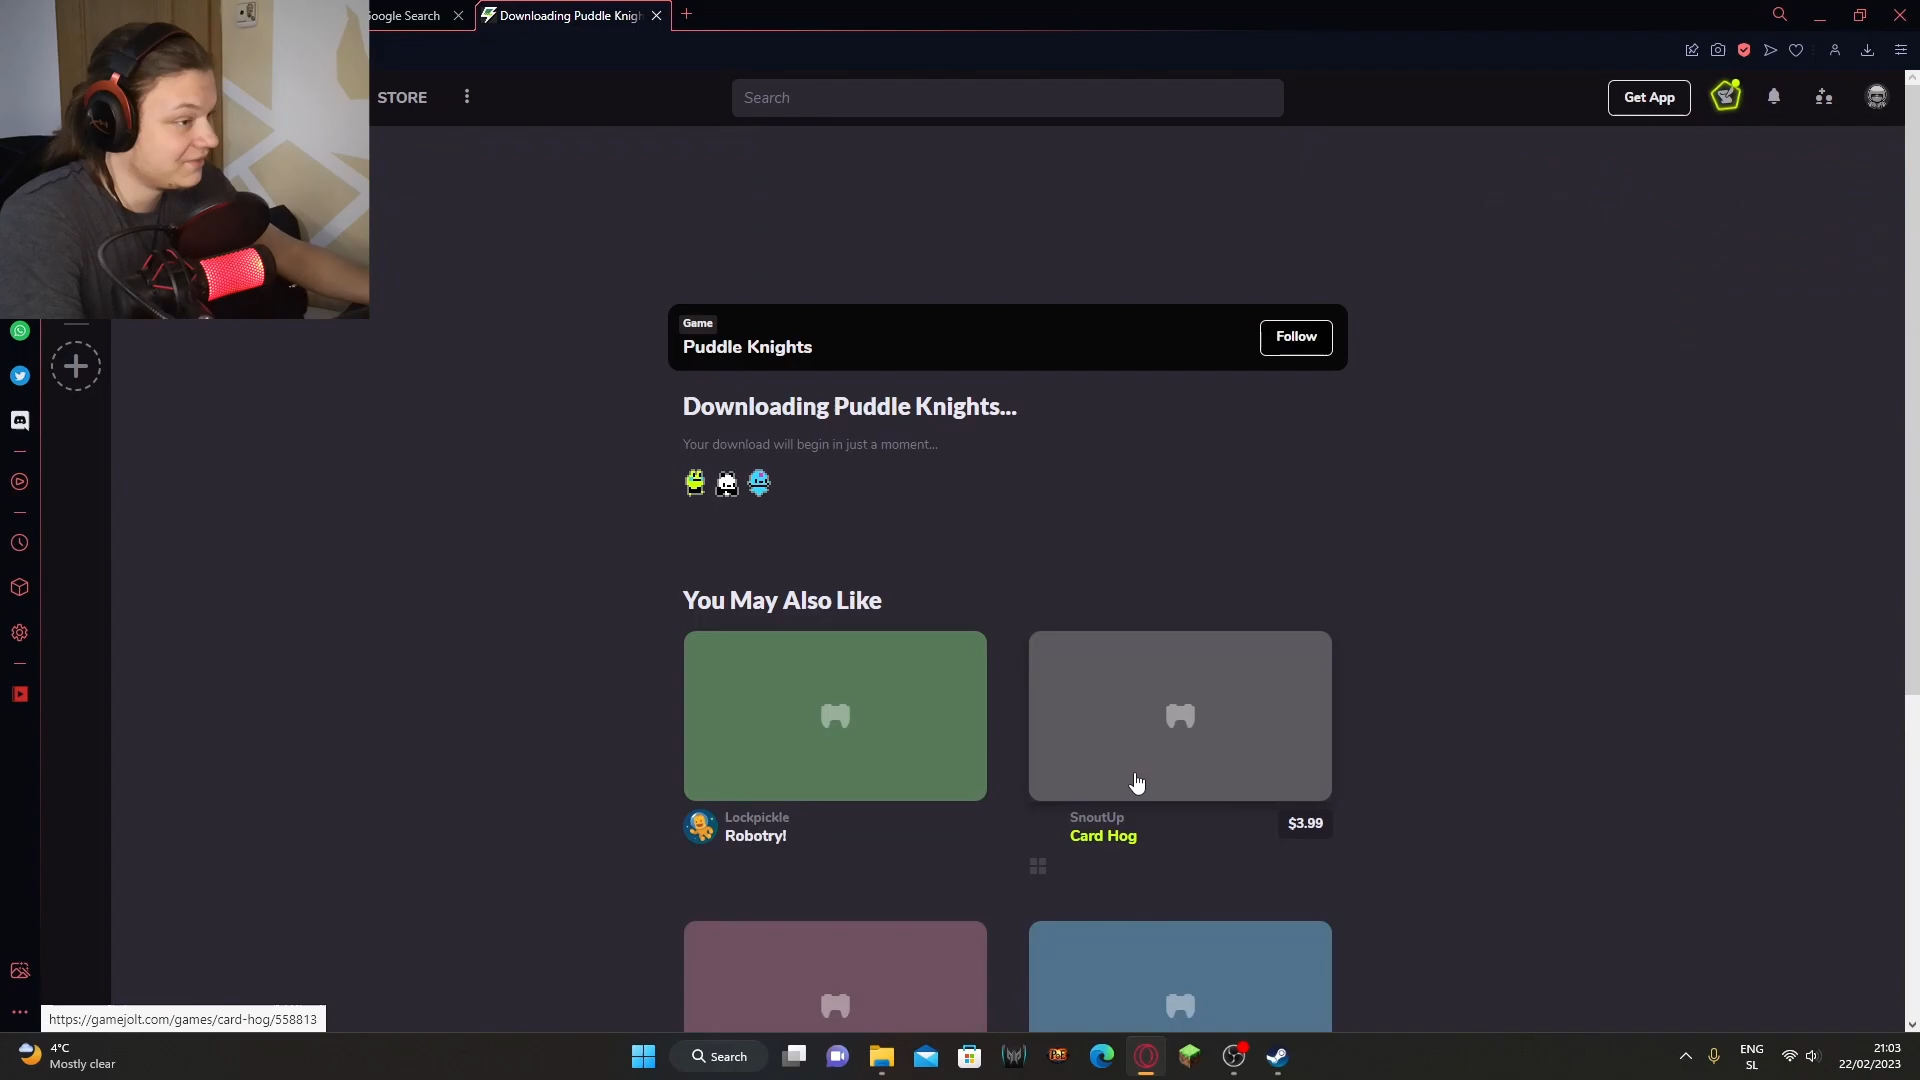 Google Search
Downloading Puddle Knigh
STORE
Search
Get App
Game
Puddle Knights
Follow
Downloading Puddle Knights...
Your download will begin in just a moment...
You May Also Like
Lockpickle
Robotry!
SnoutUp
Card Hog
$3.99
https://gamejolt.com/games/card-hog/558813
4°C
Mostly clear
Search
ENG
SL
21:03
22/02/2023